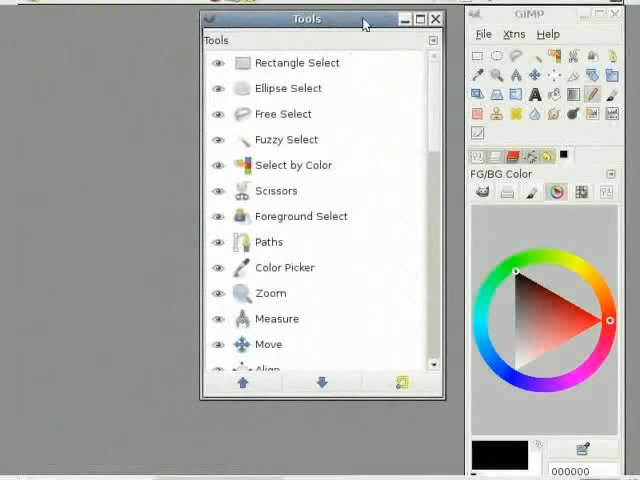 Tools
Tools
Rectangle Select
Ellipse Select
Free Select
Fuzzy Select
Select by Color
Scissors
Foreground Select
Paths
Color Picker
Zoom
Measure
Move
Align
GIMP
File Xtns Help
FG/BG Color
000000